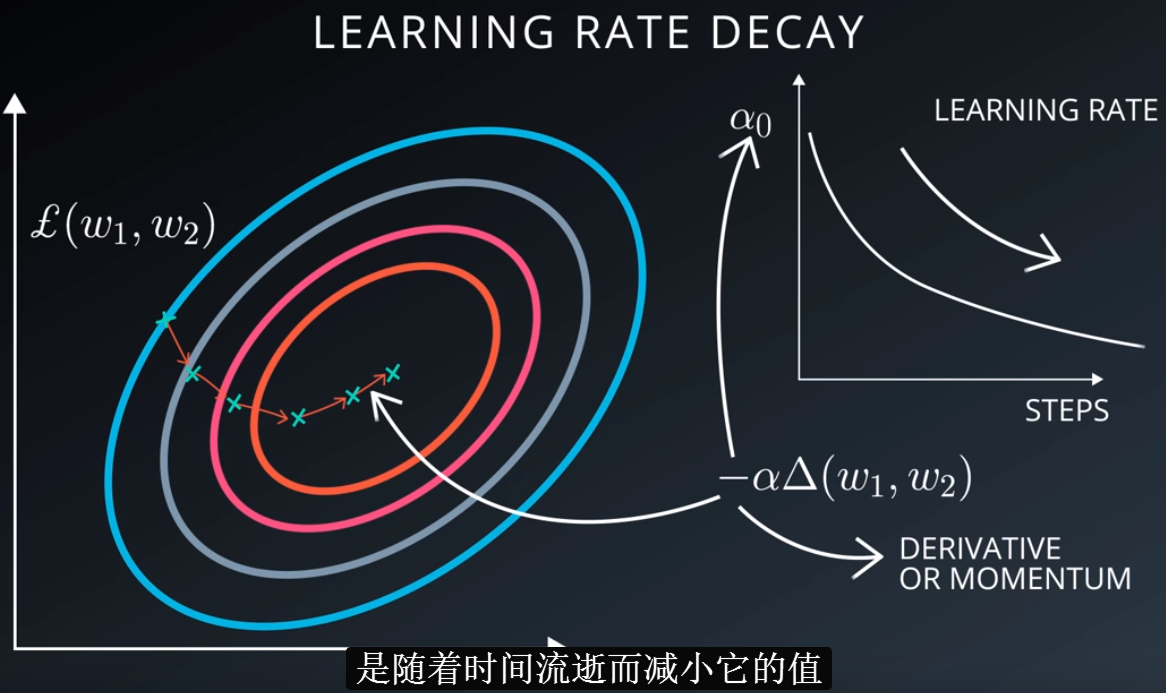 LEARNING RATE DECAY
£(w₁, w₂)
α₀
LEARNING RATE
STEPS
−αΔ(w₁, w₂)
DERIVATIVE
OR MOMENTUM
是随着时间流逝而减小它的值